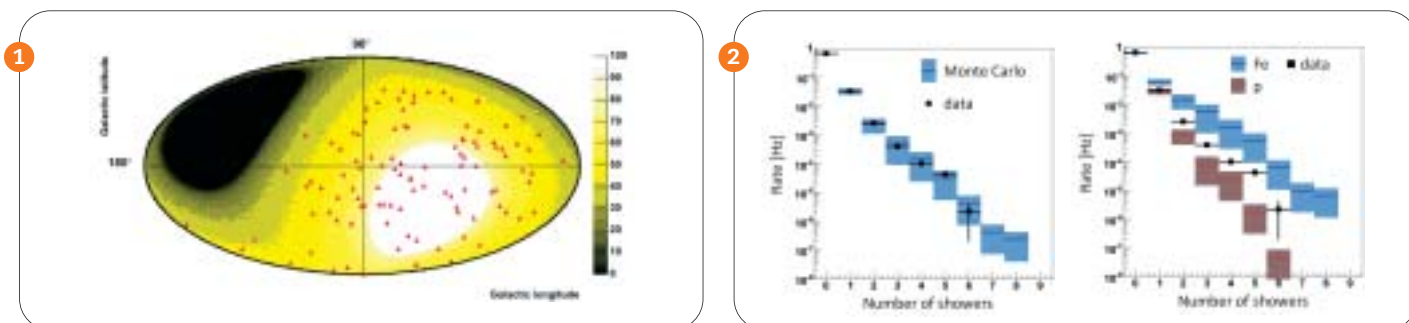 1
90°
Galactic latitude
180°
Galactic longitude
100
90
80
70
60
50
40
30
20
10
0
2
Monte Carlo
data
Rate [Hz]
1
0 1 2 3 4 5 6 7 8 9
Number of showers
Fe data
p
Rate [Hz]
1
0 1 2 3 4 5 6 7 8 9
Number of showers